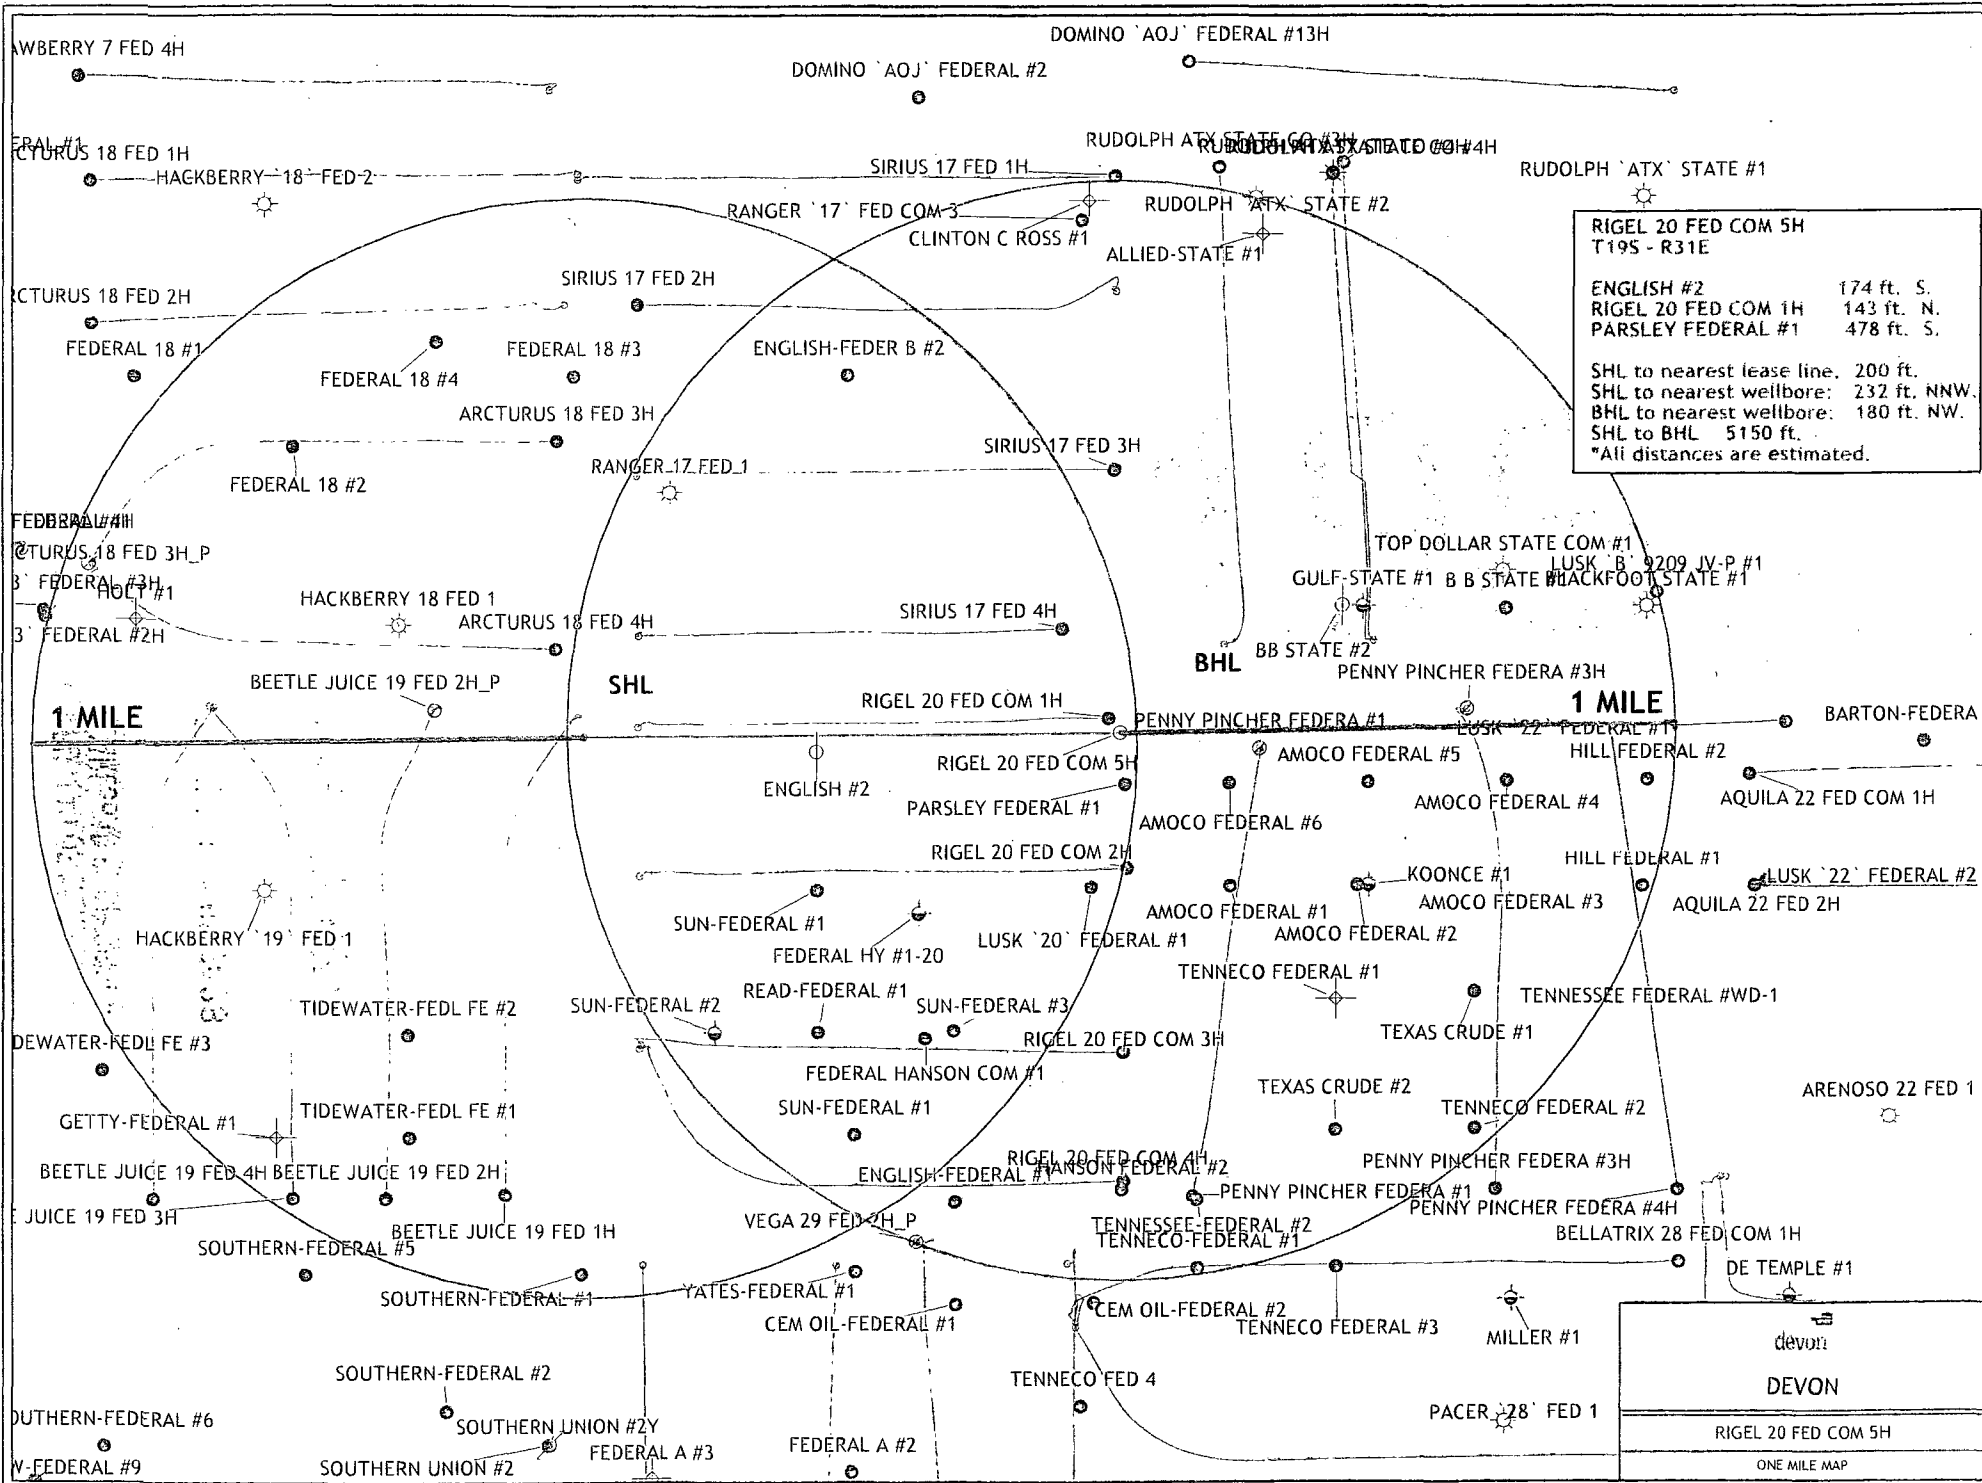 AWBERRY 7 FED 4H
DOMINO `AOJ` FEDERAL #13H
DOMINO `AOJ` FEDERAL #2
RUDOLPH ATX STATE CO #3H
STATE CO #4H
ERAL #1
CTURUS 18 FED 1H
HACKBERRY `18` FED 2
SIRIUS 17 FED 1H
RUDOLPH `ATX` STATE #1
RANGER `17` FED COM 3
RUDOLPH `ATX` STATE #2
CLINTON C ROSS #1
ALLIED-STATE #1
RIGEL 20 FED COM 5H
T19S - R31E
ENGLISH #2 174 ft. S.
RIGEL 20 FED COM 1H 143 ft. N.
PARSLEY FEDERAL #1 478 ft. S.
SHL to nearest lease line. 200 ft.
SHL to nearest wellbore: 232 ft. NNW.
BHL to nearest wellbore: 180 ft. NW.
SHL to BHL 5150 ft.
*All distances are estimated.
RCTURUS 18 FED 2H
SIRIUS 17 FED 2H
FEDERAL 18 #1
FEDERAL 18 #4
FEDERAL 18 #3
ENGLISH-FEDER B #2
ARCTURUS 18 FED 3H
SIRIUS 17 FED 3H
FEDERAL 18 #2
RANGER 17 FED 1
CTURUS 18 FED 3H_P
3` FEDERAL #3H
HOLT #1
3` FEDERAL #2H
HACKBERRY 18 FED 1
ARCTURUS 18 FED 4H
SIRIUS 17 FED 4H
TOP DOLLAR STATE COM #1
LUSK `B` 9209 JV-P #1
GULF-STATE #1
B B STATE #1
BLACKFOOT STATE #1
BB STATE #2
BHL
SHL
PENNY PINCHER FEDERA #3H
BEETLE JUICE 19 FED 2H_P
1 MILE
RIGEL 20 FED COM 1H
1 MILE
PENNY PINCHER FEDERA #1
LUSK `22` FEDERAL #1
BARTON-FEDERA
RIGEL 20 FED COM 5H
AMOCO FEDERAL #5
HILL FEDERAL #2
ENGLISH #2
PARSLEY FEDERAL #1
AMOCO FEDERAL #6
AMOCO FEDERAL #4
AQUILA 22 FED COM 1H
RIGEL 20 FED COM 2H
HILL FEDERAL #1
KOONCE #1
LUSK `22` FEDERAL #2
AMOCO FEDERAL #3
AQUILA 22 FED 2H
SUN-FEDERAL #1
AMOCO FEDERAL #1
AMOCO FEDERAL #2
HACKBERRY `19` FED 1
LUSK `20` FEDERAL #1
FEDERAL HY #1-20
TENNECO FEDERAL #1
TIDEWATER-FEDL FE #2
SUN-FEDERAL #2
READ-FEDERAL #1
SUN-FEDERAL #3
TENNESSEE FEDERAL #WD-1
DEWATER-FEDL FE #3
RIGEL 20 FED COM 3H
TEXAS CRUDE #1
FEDERAL HANSON COM #1
TEXAS CRUDE #2
ARENOSO 22 FED 1
GETTY-FEDERAL #1
TIDEWATER-FEDL FE #1
SUN-FEDERAL #1
TENNECO FEDERAL #2
BEETLE JUICE 19 FED 4H
BEETLE JUICE 19 FED 2H
RIGEL 20 FED COM 4H
HANSON FEDERAL #2
PENNY PINCHER FEDERA #3H
ENGLISH-FEDERAL #1
PENNY PINCHER FEDERA #1
PENNY PINCHER FEDERA #4H
E JUICE 19 FED 3H
BEETLE JUICE 19 FED 1H
VEGA 29 FED 2H_P
TENNESSEE-FEDERAL #2
TENNECO-FEDERAL #1
BELLATRIX 28 FED COM 1H
SOUTHERN-FEDERAL #5
DE TEMPLE #1
SOUTHERN-FEDERAL #1
YATES-FEDERAL #1
CEM OIL-FEDERAL #1
CEM OIL-FEDERAL #2
TENNECO FEDERAL #3
MILLER #1
devon
DEVON
SOUTHERN-FEDERAL #2
TENNECO FED 4
PACER `28` FED 1
OUTHERN-FEDERAL #6
SOUTHERN UNION #2Y
RIGEL 20 FED COM 5H
W-FEDERAL #9
SOUTHERN UNION #2
FEDERAL A #3
FEDERAL A #2
ONE MILE MAP